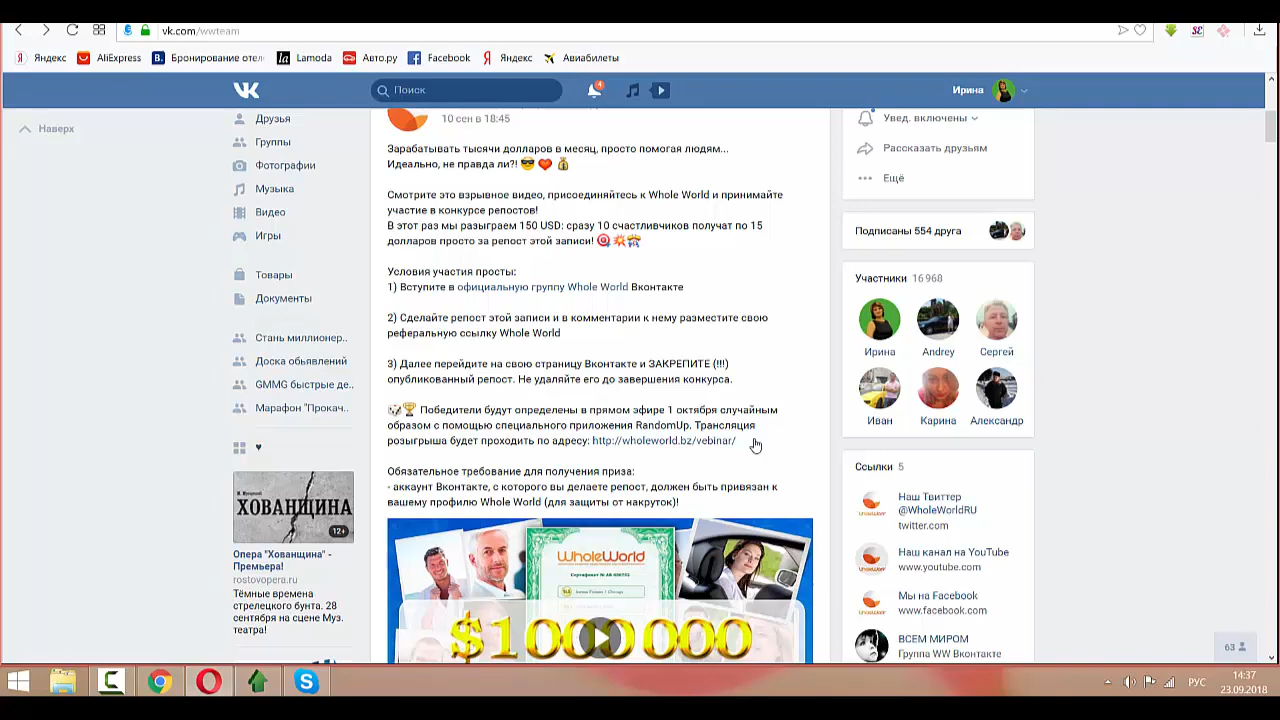 vk.com/wwteam
Яндекс
AliExpress
Бронирование отел
Lamoda
Авто.ру
Facebook
Яндекс
Авиабилеты
Поиск
4
Ирина
Наверх
Друзья
Группы
Фотографии
Музыка
Видео
Игры
Товары
Документы
Стань миллионер..
Доска обьявлений
GMMG быстрые де..
Марафон "Прокач..
ХОВАНЩИНА
12+
Опера "Хованщина" -
Премьера!
rostovopera.ru
Тёмные времена
стрелецкого бунта. 28
сентября на сцене Муз.
театра!
10 сен в 18:45
Зарабатывать тысячи долларов в месяц, просто помогая людям...
Идеально, не правда ли?! 😎 ❤️ 💰
Смотрите это взрывное видео, присоединяйтесь к Whole World и принимайте
участие в конкурсе репостов!
В этот раз мы разыграем 150 USD: сразу 10 счастливчиков получат по 15
долларов просто за репост этой записи! 🎯 💥 🎊
Условия участия просты:
1) Вступите в официальную группу Whole World Вконтакте
2) Сделайте репост этой записи и в комментарии к нему разместите свою
реферальную ссылку Whole World
3) Далее перейдите на свою страницу Вконтакте и ЗАКРЕПИТЕ (!!!)
опубликованный репост. Не удаляйте его до завершения конкурса.
🎲🏆 Победители будут определены в прямом эфире 1 октября случайным
образом с помощью специального приложения RandomUp. Трансляция
розыгрыша будет проходить по адресу: http://wholeworld.bz/vebinar/
Обязательное требование для получения приза:
- аккаунт Вконтакте, с которого вы делаете репост, должен быть привязан к
вашему профилю Whole World (для защиты от накруток)!
WholeWorld
$1000000
Увед. включены
Рассказать друзьям
Ещё
Подписаны 554 друга
Участники 16 968
Ирина
Andrey
Сергей
Иван
Карина
Александр
Ссылки 5
Наш Твиттер
@WholeWorldRU
twitter.com
Наш канал на YouTube
www.youtube.com
Мы на Facebook
www.facebook.com
ВСЕМ МИРОМ
Группа WW Вконтакте
63
РУС
14:37
23.09.2018